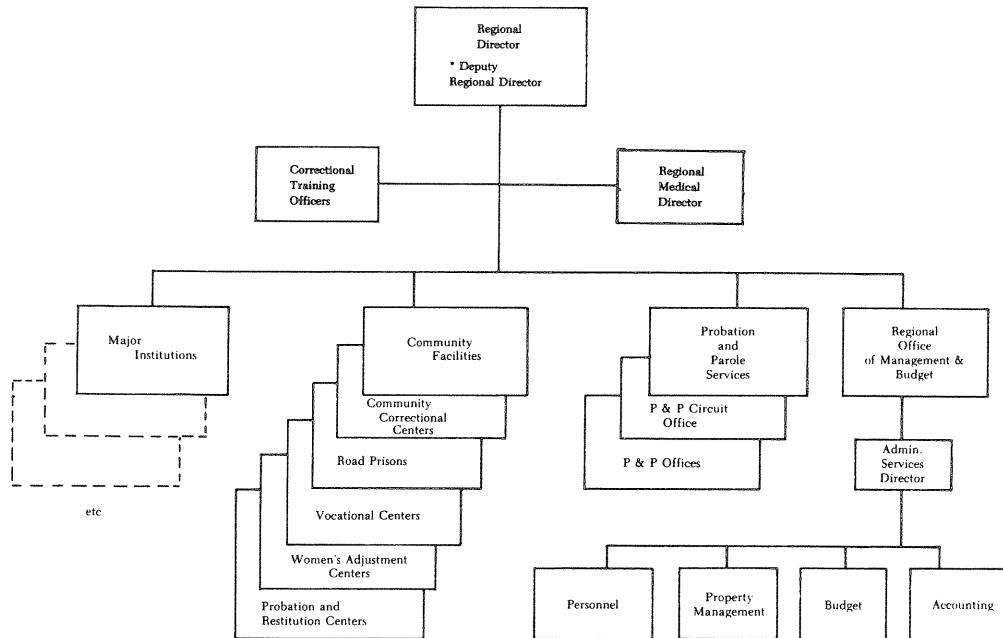 Regional
Director
* Deputy
Regional Director
Correctional
Training
Officers
Regional
Medical
Director
Major
Institutions
etc
Community
Facilities
Community
Correctional
Centers
Road Prisons
Vocational Centers
Women's Adjustment
Centers
Probation and
Restitution Centers
Probation
and
Parole
Services
P & P Circuit
Office
P & P Offices
Regional
Office
of Management &
Budget
Admin.
Services
Director
Personnel
Property
Management
Budget
Accounting